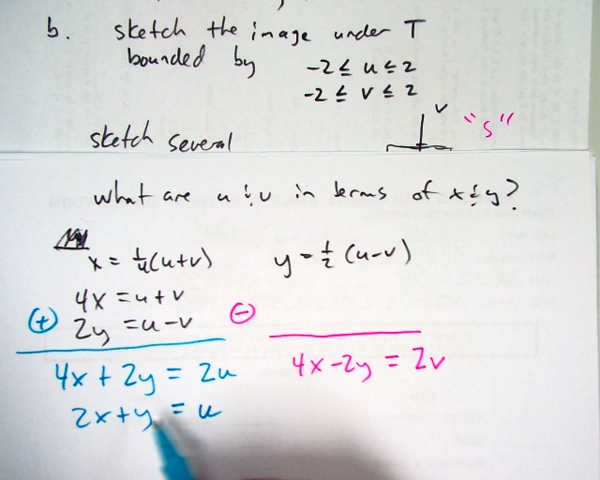 b. sketch the image under T
bounded by -2 ≤ u ≤ 2
-2 ≤ v ≤ 2
v "S"
sketch several
what are u & v in terms of x & y?
x = 1/4 (u+v) y = 1/2 (u-v)
4x = u+v
⊕ 2y = u-v ⊖
4x + 2y = 2u 4x - 2y = 2v
2x + y = u